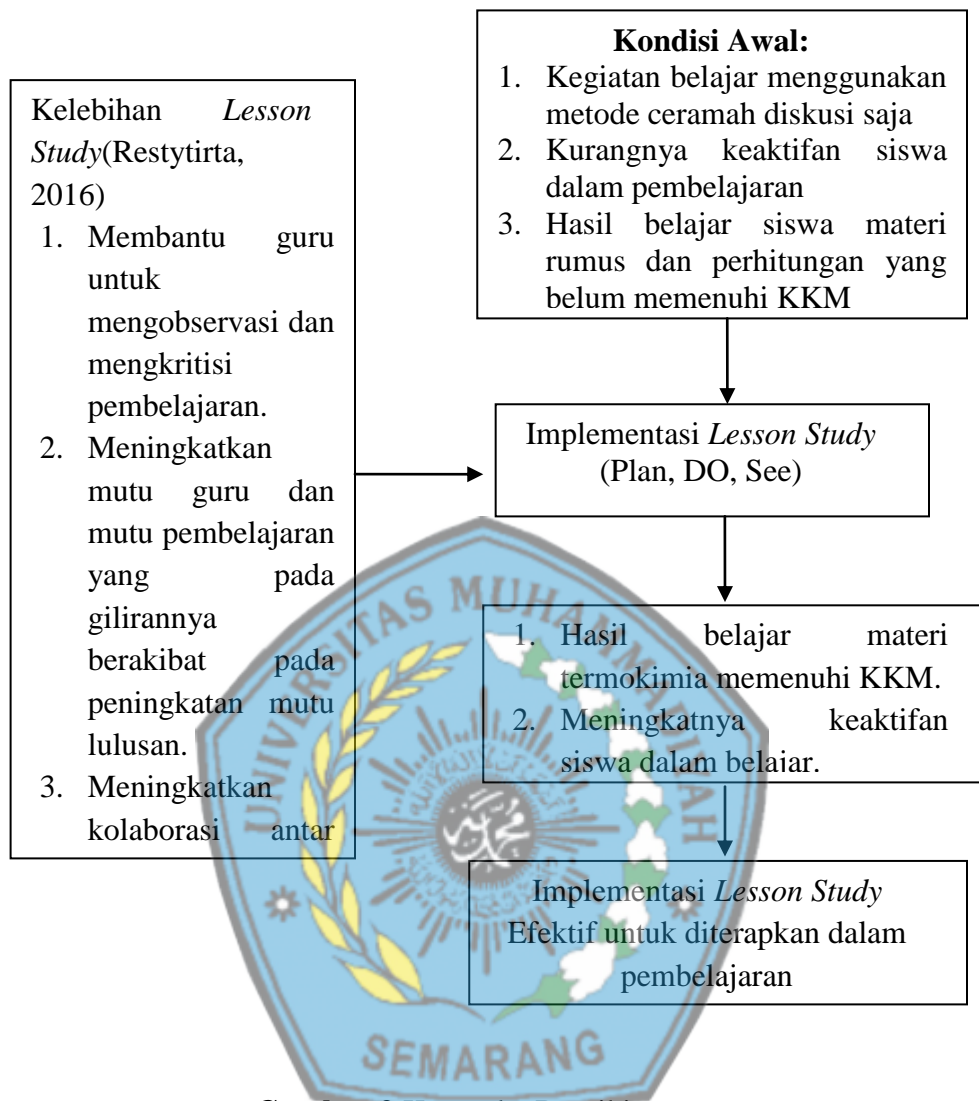 Kondisi Awal:
1. Kegiatan belajar menggunakan
metode ceramah diskusi saja
2. Kurangnya keaktifan siswa
dalam pembelajaran
3. Hasil belajar siswa materi
rumus dan perhitungan yang
belum memenuhi KKM
Kelebihan Lesson
Study(Restytirta,
2016)
1. Membantu guru
untuk
mengobservasi dan
mengkritisi
pembelajaran.
2. Meningkatkan
mutu guru dan
mutu pembelajaran
yang pada
gilirannya
berakibat pada
peningkatan mutu
lulusan.
3. Meningkatkan
kolaborasi antar
Implementasi Lesson Study
(Plan, DO, See)
1. Hasil belajar materi
termokimia memenuhi KKM.
2. Meningkatnya keaktifan
siswa dalam belajar.
Implementasi Lesson Study
Efektif untuk diterapkan dalam
pembelajaran
UNIVERSITAS MUHAMMADIYAH
SEMARANG